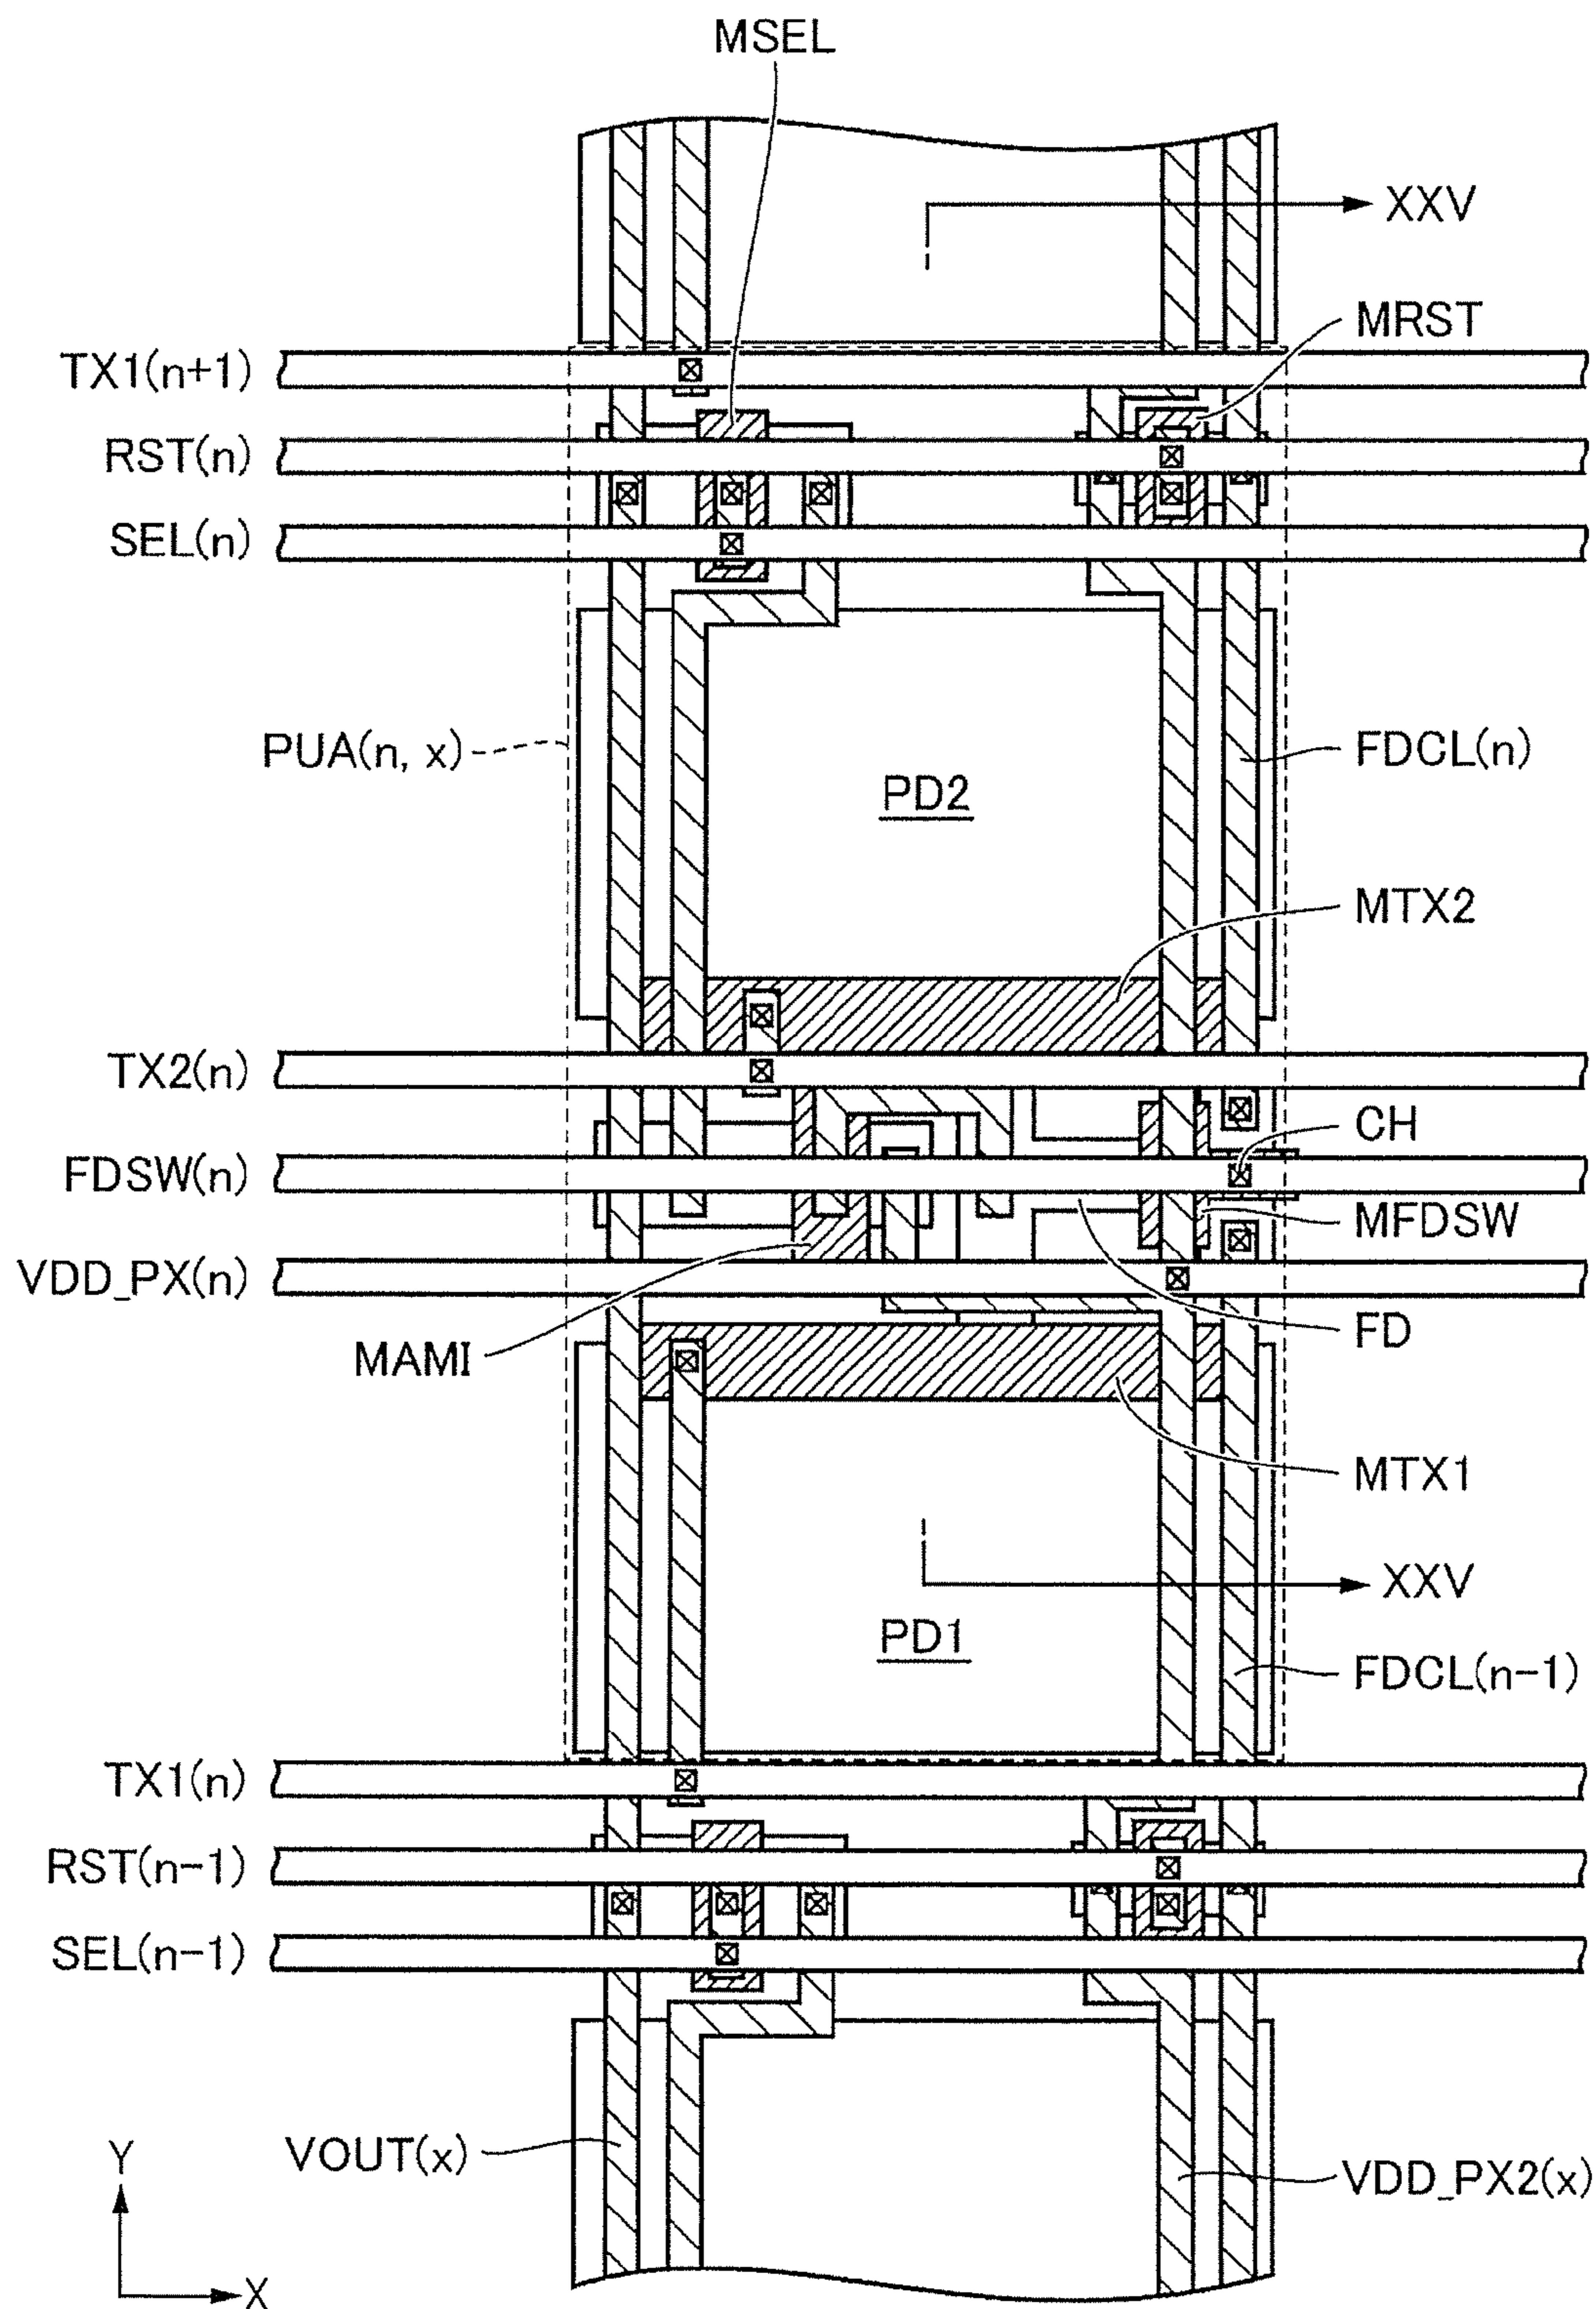 MSEL
XXV
MRST
TX1(n+1)
RST(n)
SEL(n)
PUA(n, x)
FDCL(n)
PD2
MTX2
TX2(n)
CH
FDSW(n)
MFDSW
VDD_PX(n)
FD
MAMI
MTX1
XXV
PD1
FDCL(n-1)
TX1(n)
RST(n-1)
SEL(n-1)
VOUT(x)
VDD_PX2(x)
Y
X